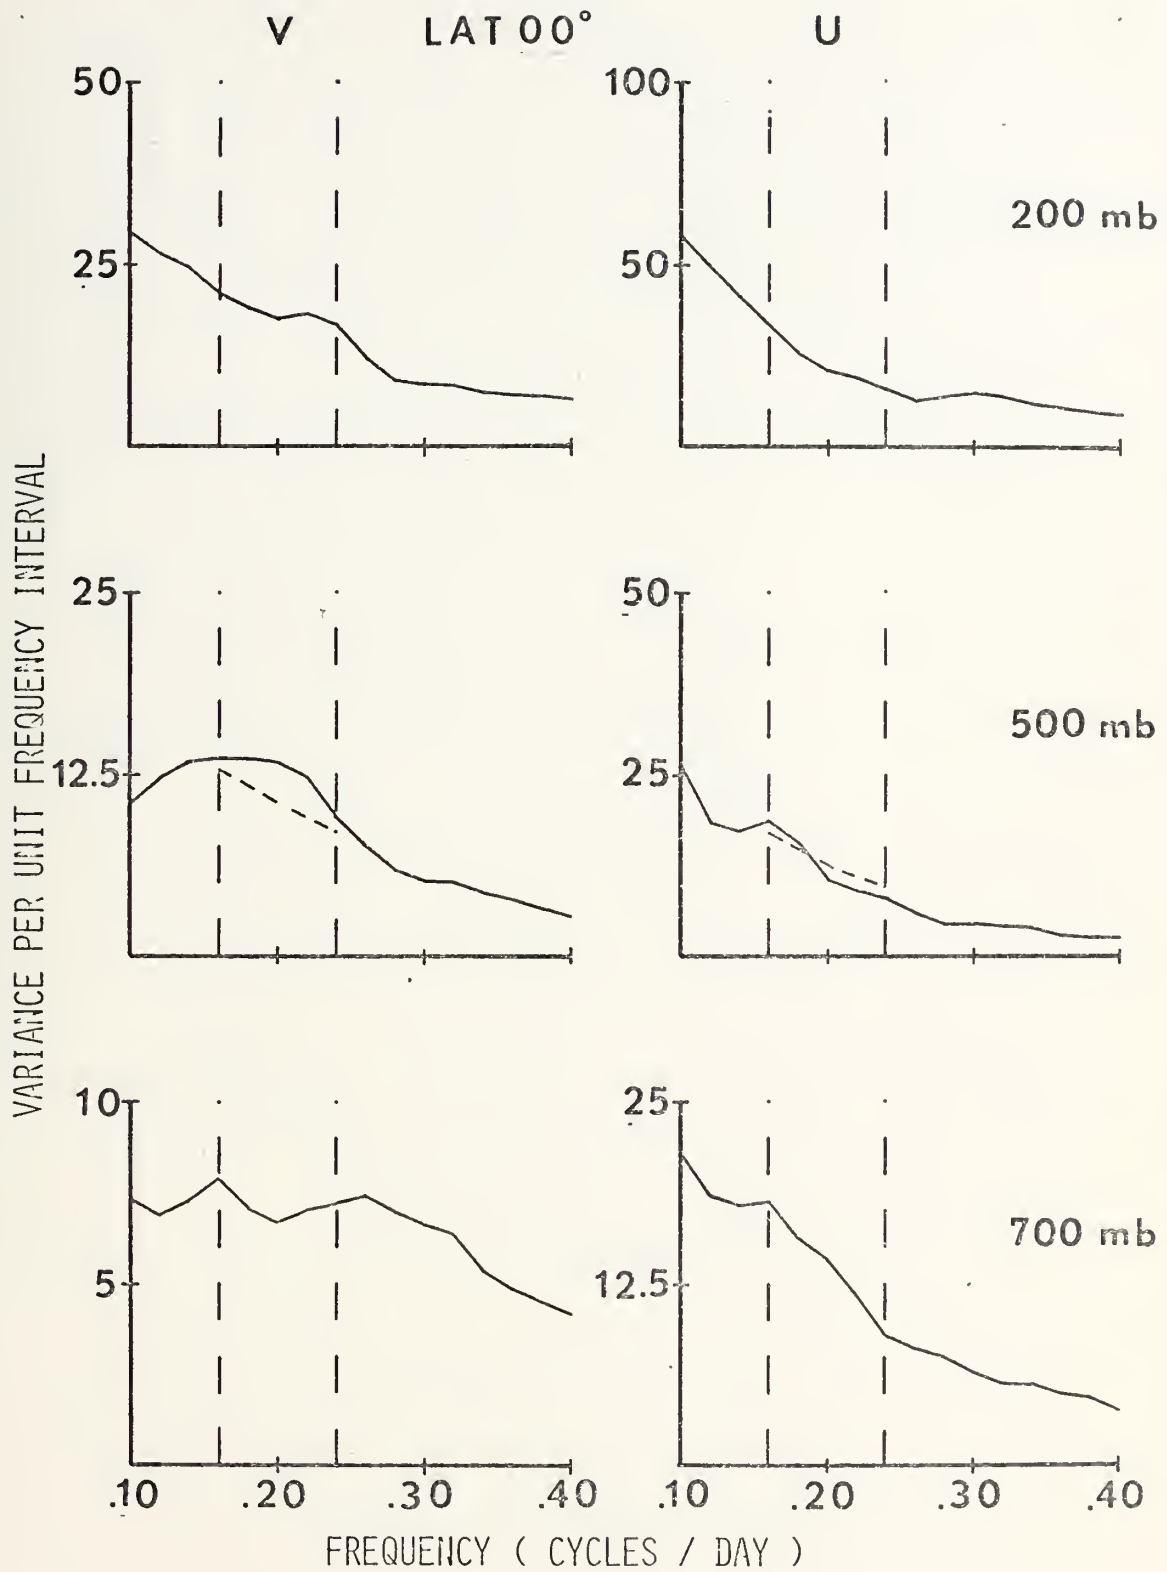 V LAT 00° U
50
25
100
50
200 mb
VARIANCE PER UNIT FREQUENCY INTERVAL
25
12.5
50
25
500 mb
10
5
25
12.5
700 mb
.10 .20 .30 .40
.10 .20 .30 .40
FREQUENCY ( CYCLES / DAY )